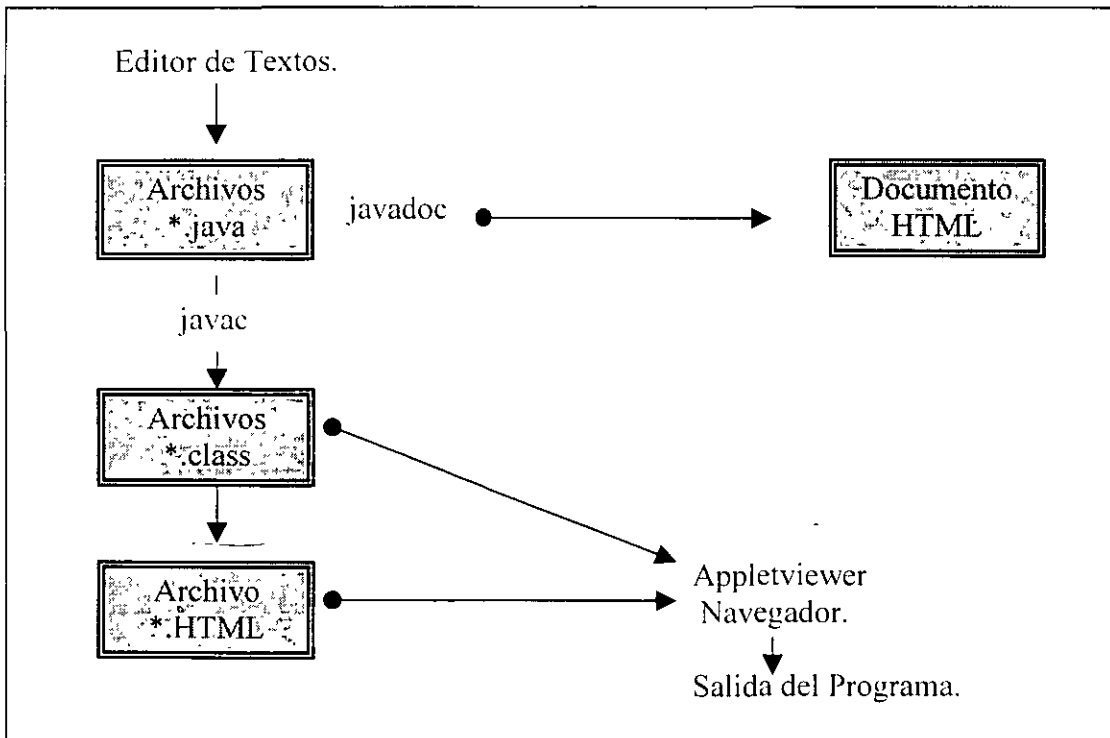 Editor de Textos.
Archivos
*.java
javadoc
Documento
HTML
javac
Archivos
*.class
Archivo
*.HTML
Appletviewer
Navegador.
Salida del Programa.